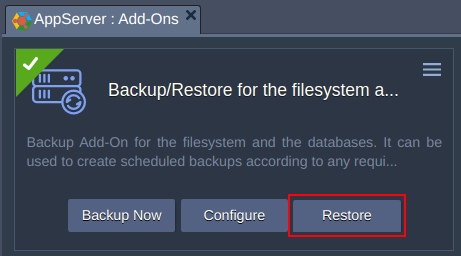 AppServer : Add-Ons
Backup/Restore for the filesystem a...
Backup Add-On for the filesystem and the databases. It can be
used to create scheduled backups according to any requi...
Backup Now Configure Restore